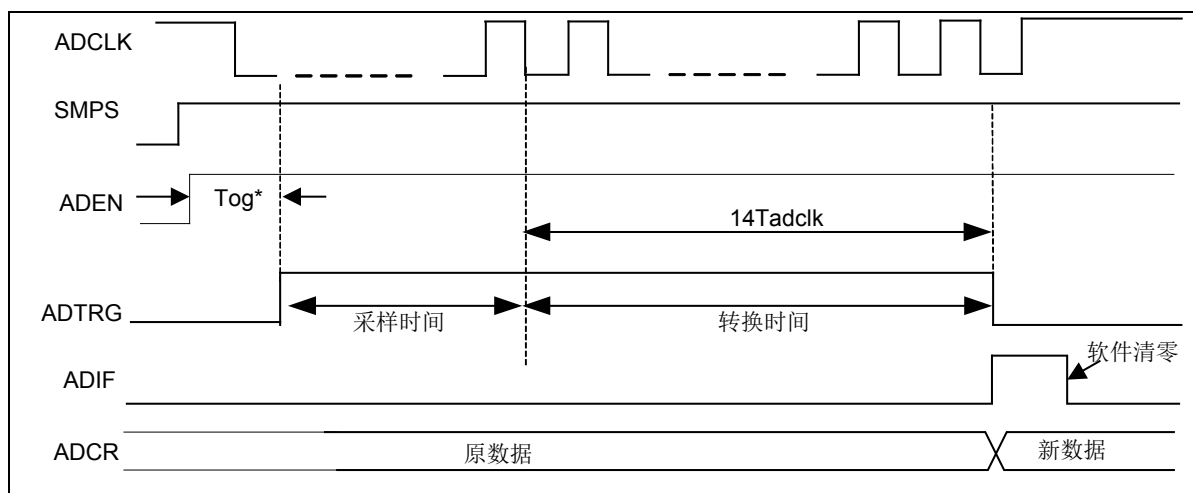 ADCLK
SMPS
ADEN
Tog*
14Tadclk
ADTRG
采样时间
转换时间
ADIF
软件清零
ADCR
原数据
新数据